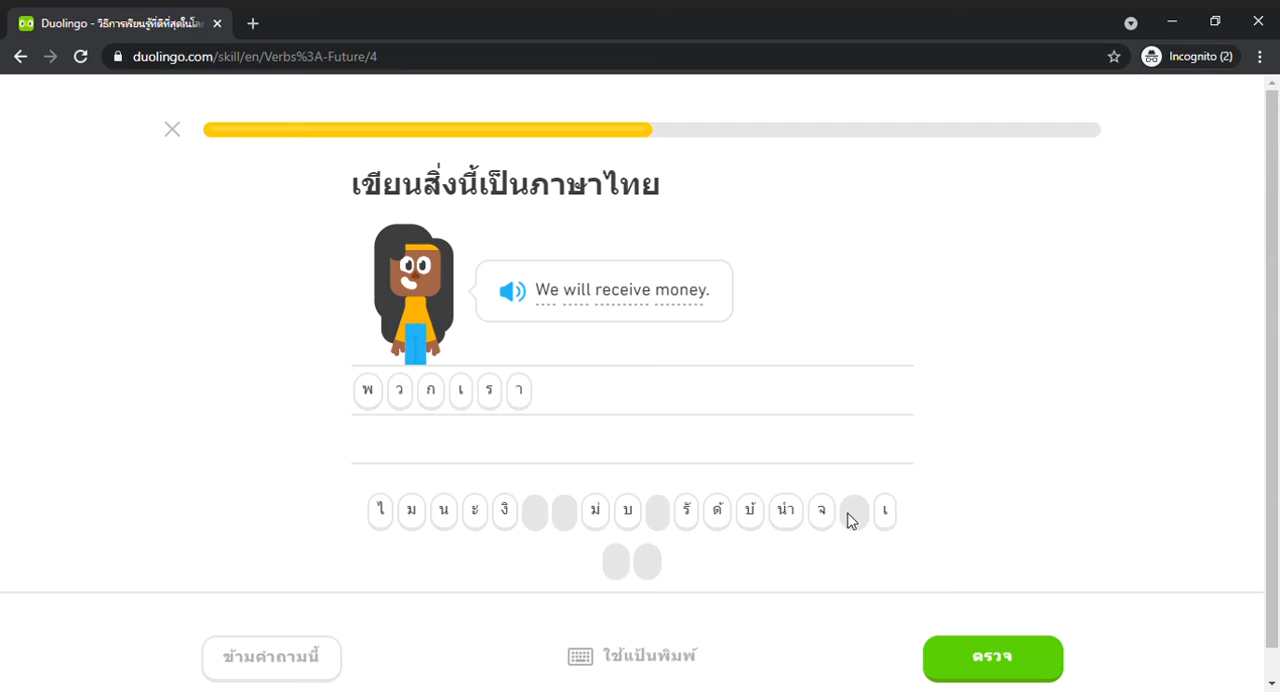 Duolingo - วิธีการเรียนรู้ที่ดีที่สุดในโล
duolingo.com/skill/en/Verbs%3A-Future/4
Incognito (2)
เขียนสิ่งนี้เป็นภาษาไทย
We will receive money.
พ ว ก เ ร า
ไ ม น ะ งิ ม่ บ รั ด้ บ้ นำ จ เ
ข้ามคำถามนี้ ใช้แป้นพิมพ์ ตรวจ